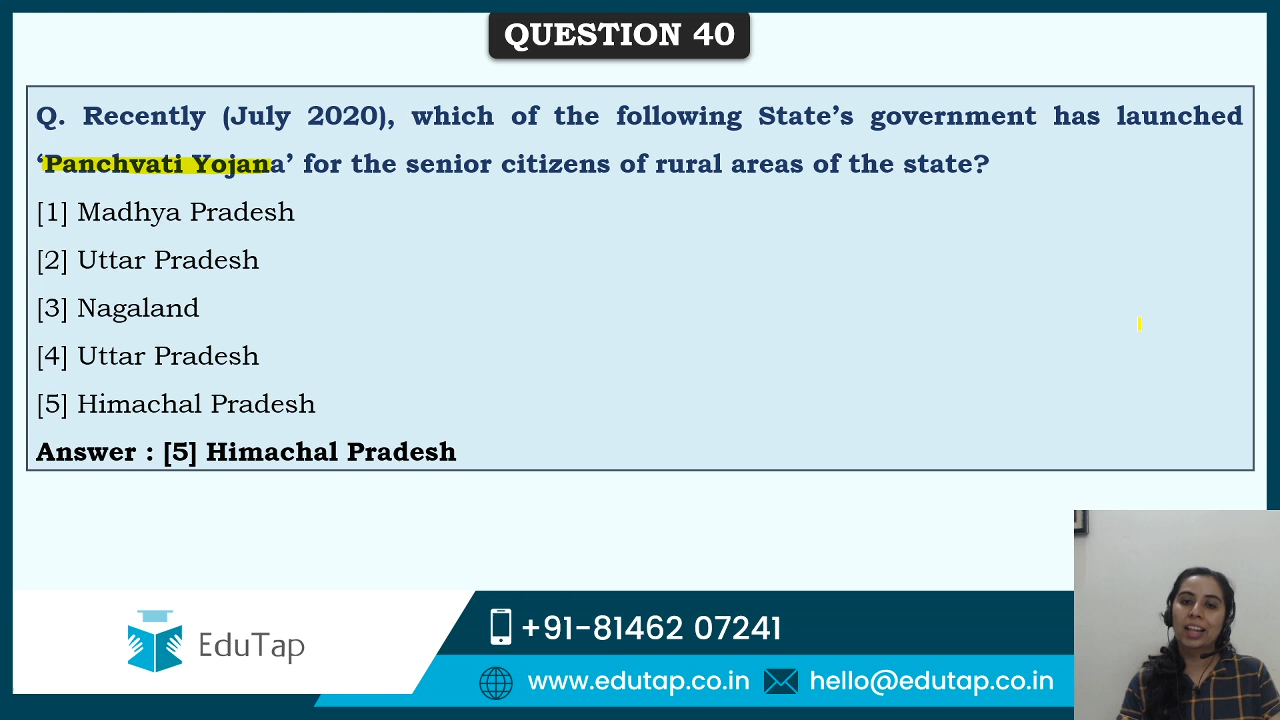 QUESTION 40
Q. Recently (July 2020), which of the following State’s government has launched
‘Panchvati Yojana’ for the senior citizens of rural areas of the state?
[1] Madhya Pradesh
[2] Uttar Pradesh
[3] Nagaland
[4] Uttar Pradesh
[5] Himachal Pradesh
Answer : [5] Himachal Pradesh
EduTap
+91-81462 07241
www.edutap.co.in
hello@edutap.co.in